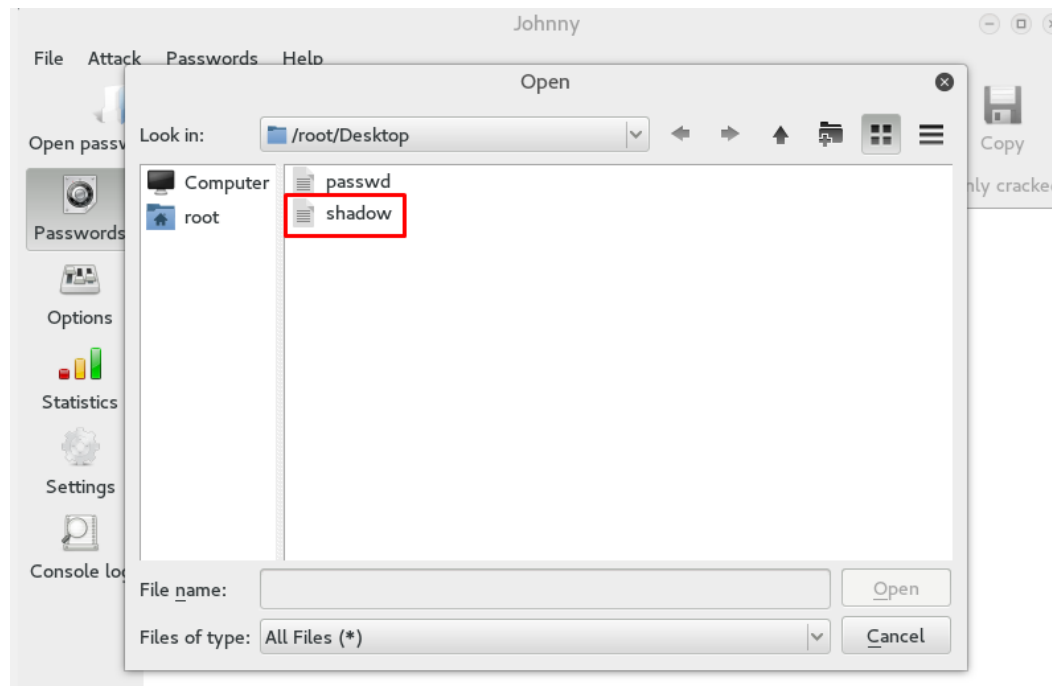 Johnny
File Attack Passwords Help
Open
Look in: /root/Desktop
Open passw
Copy
Computer
root
passwd
shadow
nly cracke
Passwords
Options
Statistics
Settings
Console log
File name: Open
Files of type: All Files (*) Cancel